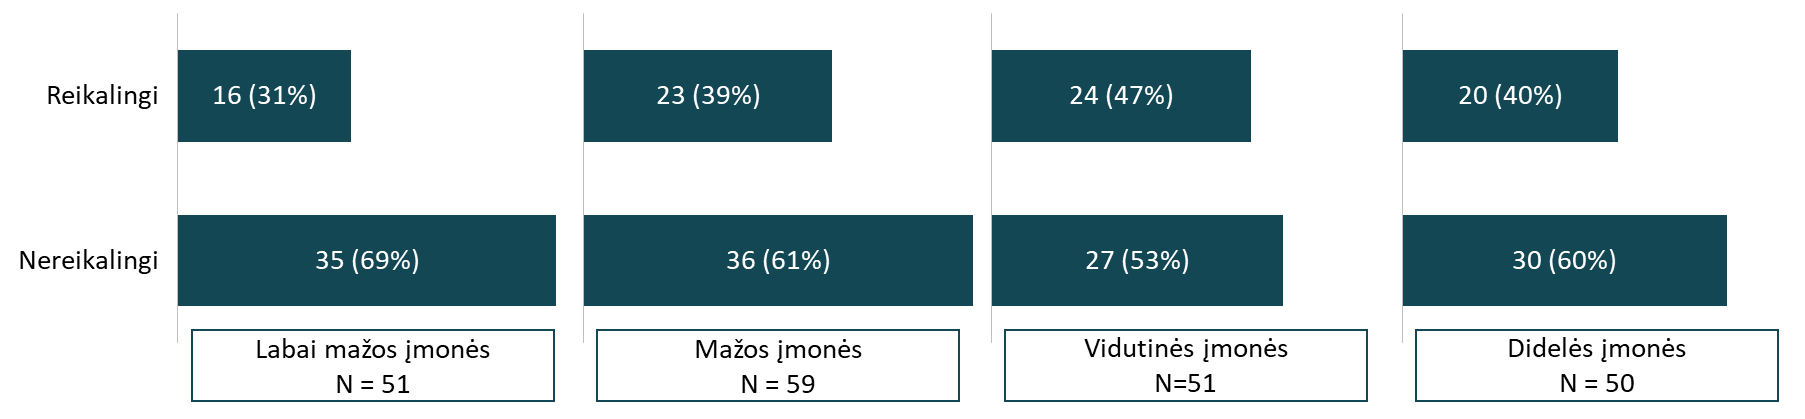 Reikalingi
16 (31%)
23 (39%)
24 (47%)
20 (40%)
Nereikalingi
35 (69%)
36 (61%)
27 (53%)
30 (60%)
Labai mažos įmonės
N = 51
Mažos įmonės
N = 59
Vidutinės įmonės
N=51
Didelės įmonės
N = 50